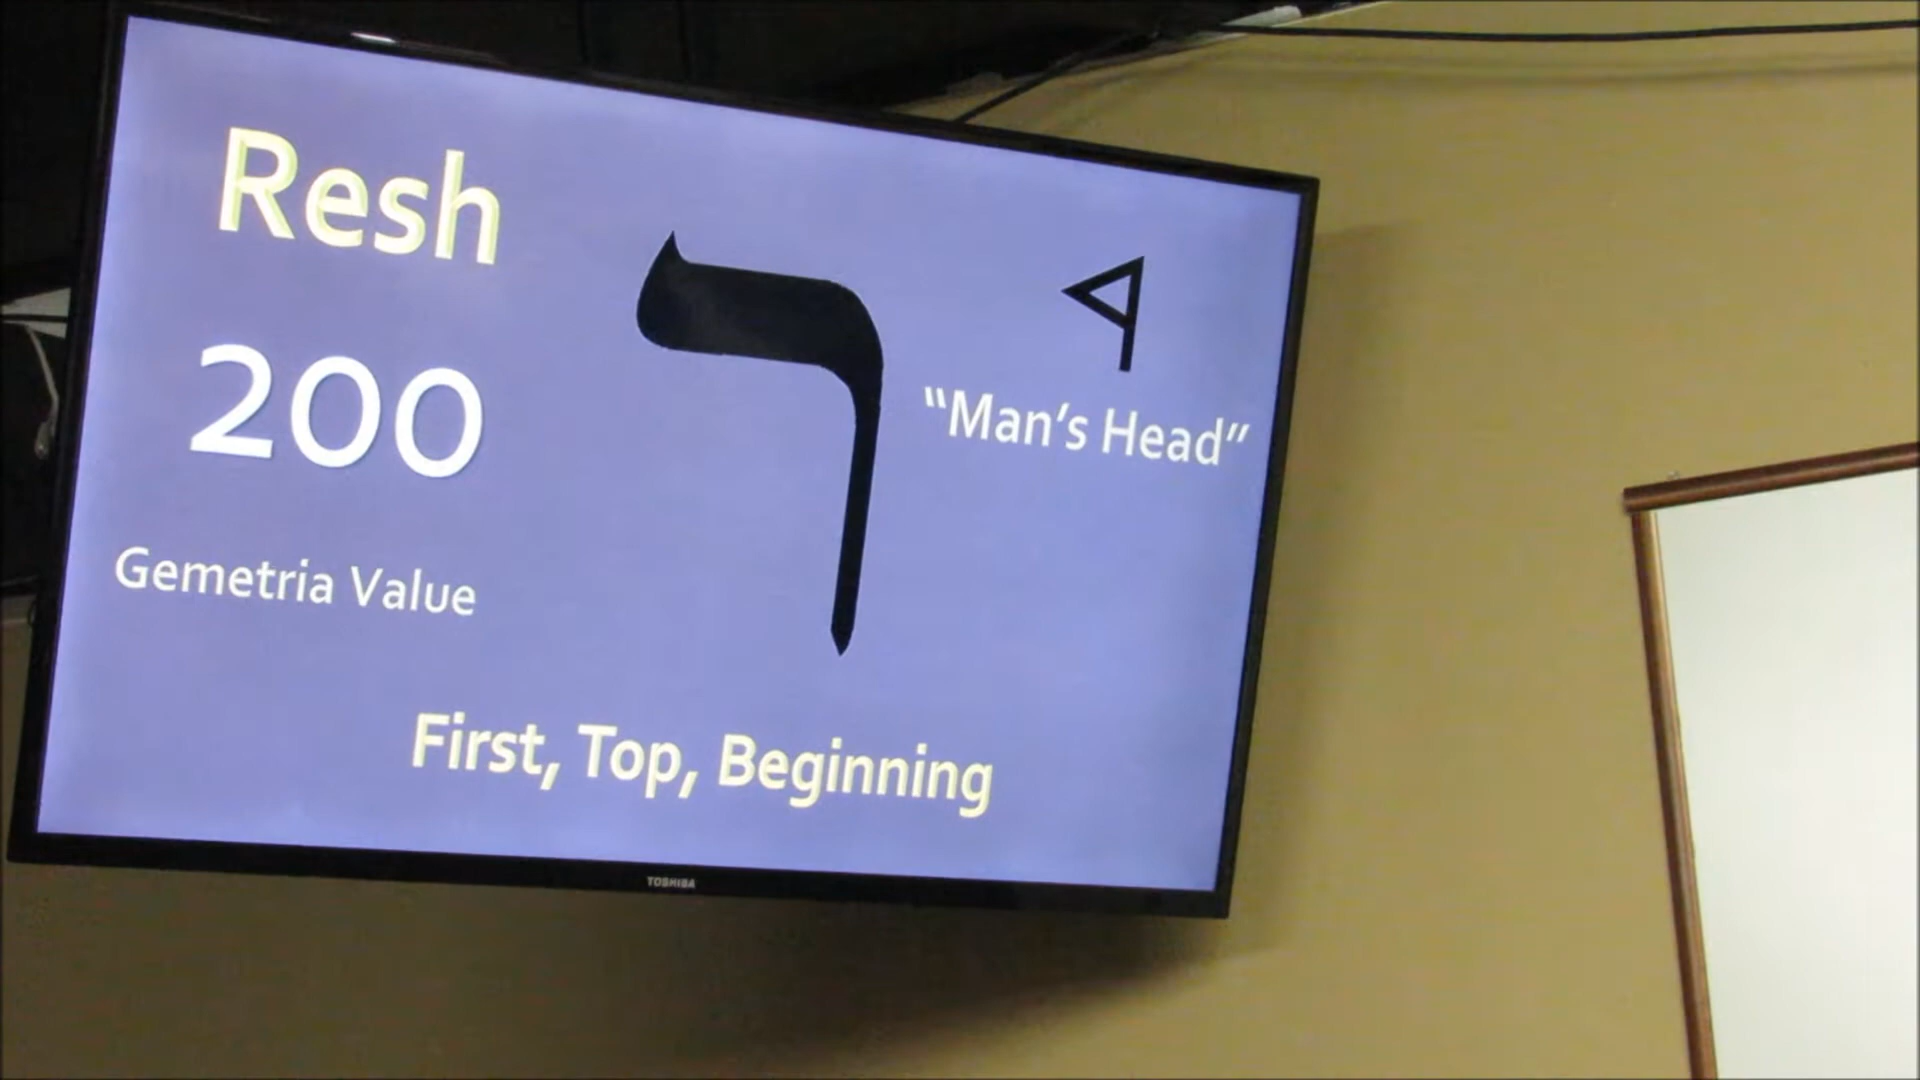 Resh
200
Gemetria Value
ר
𐤓
“Man’s Head”
First, Top, Beginning
TOSHIBA